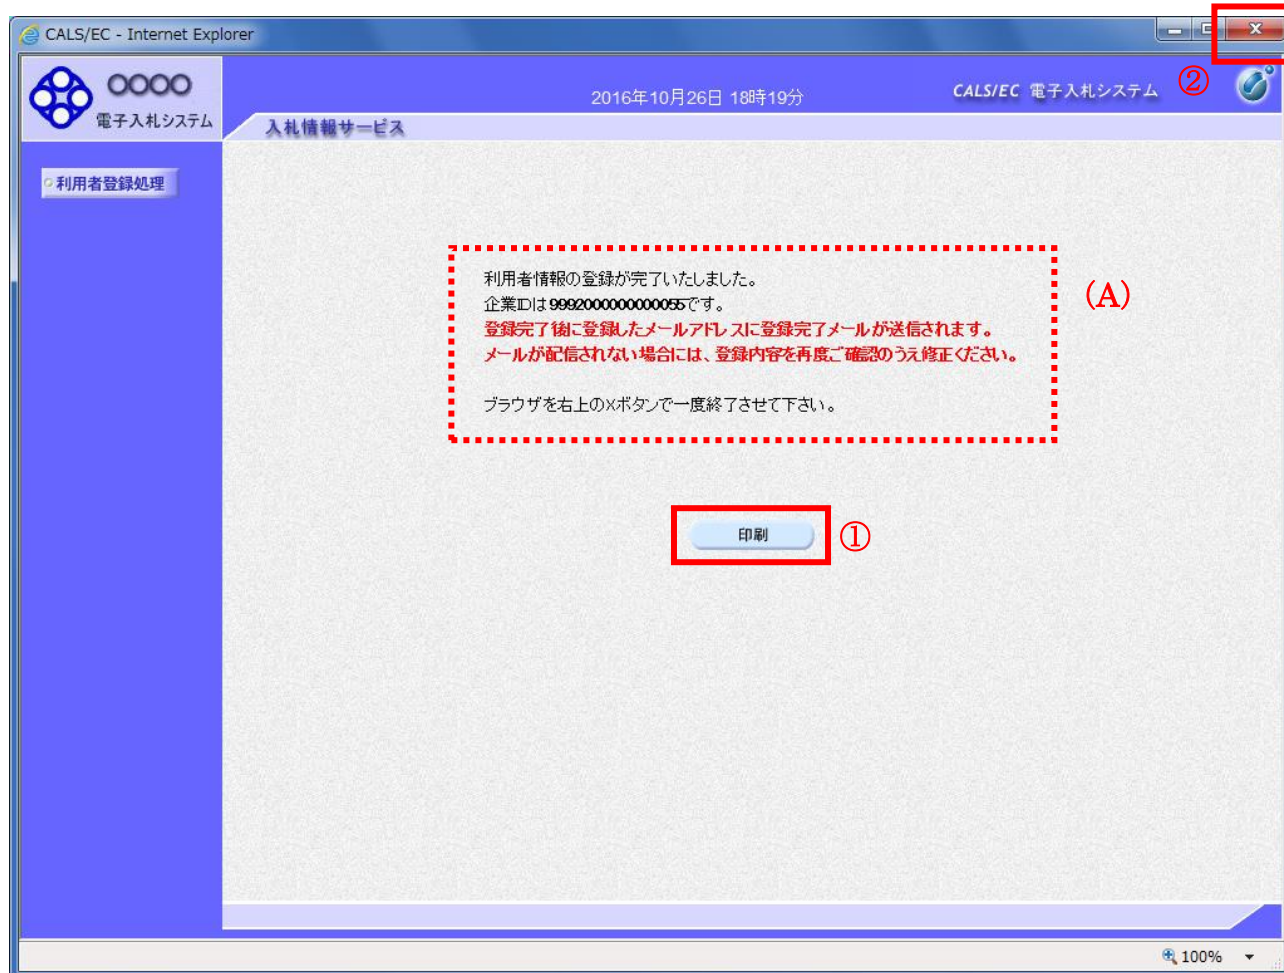 CALS/EC - Internet Explorer
②
〇〇〇〇
電子入札システム
2016年10月26日 18時19分
CALS/EC 電子入札システム
入札情報サービス
利用者登録処理
利用者情報の登録が完了いたしました。
企業IDは9992000000000055です。
登録完了後に登録したメールアドレスに登録完了メールが送信されます。
メールが配信されない場合には、登録内容を再度ご確認のうえ修正ください。
ブラウザを右上の×ボタンで一度終了させて下さい。
(A)
印刷
①
100%